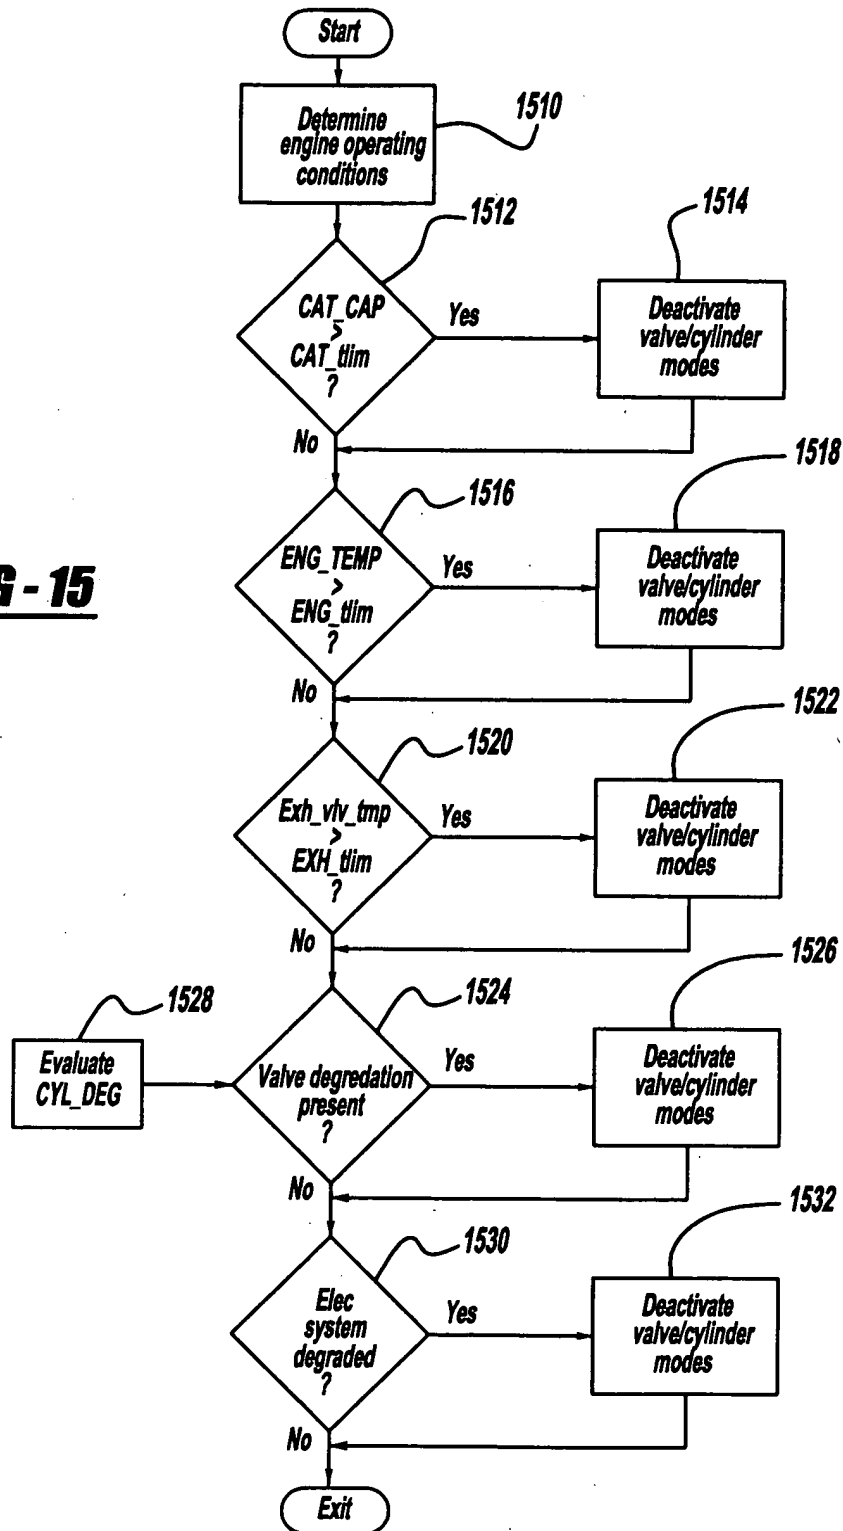 Start
Determine
engine operating
conditions
1510
1512
CAT_CAP
>
CAT_tlim
?
Yes
1514
Deactivate
valve/cylinder
modes
No
1516
ENG_TEMP
>
ENG_tlim
?
Yes
1518
Deactivate
valve/cylinder
modes
G - 15
No
1520
Exh_vlv_tmp
>
EXH_tlim
?
Yes
1522
Deactivate
valve/cylinder
modes
No
1528
Evaluate
CYL_DEG
1524
Valve degredation
present
?
Yes
1526
Deactivate
valve/cylinder
modes
No
1530
Elec
system
degraded
?
Yes
1532
Deactivate
valve/cylinder
modes
No
Exit